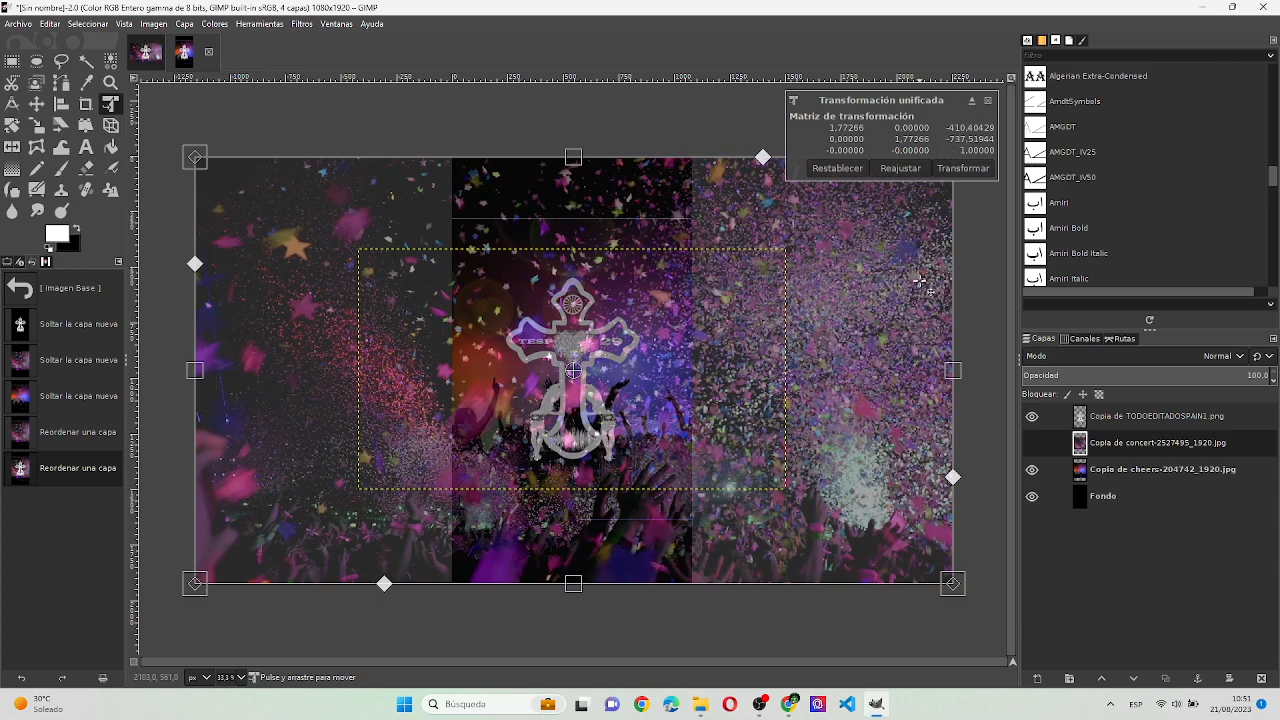 *[Sin nombre]-2.0 (Color RGB Entero gamma de 8 bits, GIMP built-in sRGB, 4 capas) 1080x1920 – GIMP
Archivo Editar Seleccionar Vista Imagen Capa Colores Herramientas Filtros Ventanas Ayuda
filtro
Algerian Extra-Condensed
AmdtSymbols
AMGDT
AMGDT_IV25
AMGDT_IV50
Amiri
Amiri Bold
Amiri Bold Italic
Amiri Italic
Transformación unificada
Matriz de transformación
1,77266 0,00000 -410,40429
0,00000 1,77266 -737,51944
-0,00000 -0,00000 1,00000
Restablecer Reajustar Transformar
[ Imagen Base ]
Soltar la capa nueva
Soltar la capa nueva
Soltar la capa nueva
Reordenar una capa
Reordenar una capa
Capas Canales Rutas
Modo Normal
Opacidad 100,0
Bloquear:
Copia de TODOEDITADOSPAIN1.png
Copia de concert-2527495_1920.jpg
Copia de cheers-204742_1920.jpg
Fondo
2103,0, 561,0 px 33,3 % Pulse y arrastre para mover
30°C
Soleado
Búsqueda
ESP
10:51
21/08/2023